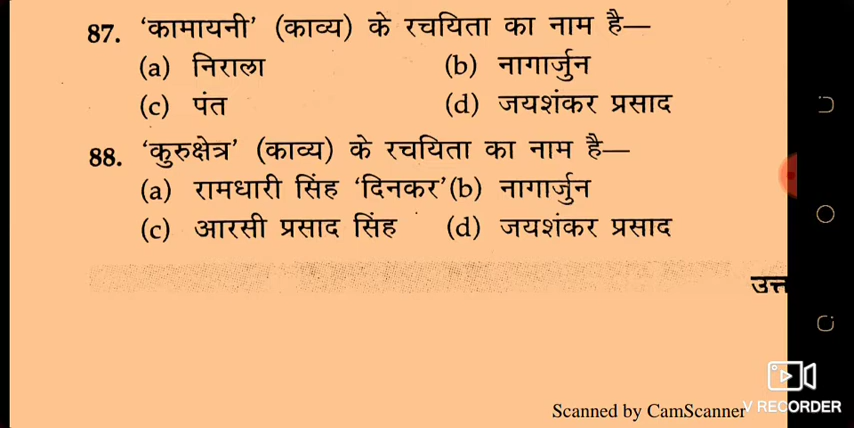 87. ‘कामायनी’ (काव्य) के रचयिता का नाम है—
(a) निराला (b) नागार्जुन
(c) पंत (d) जयशंकर प्रसाद
88. ‘कुरुक्षेत्र’ (काव्य) के रचयिता का नाम है—
(a) रामधारी सिंह ‘दिनकर’ (b) नागार्जुन
(c) आरसी प्रसाद सिंह (d) जयशंकर प्रसाद
उत्त
Scanned by CamScanner
V RECORDER